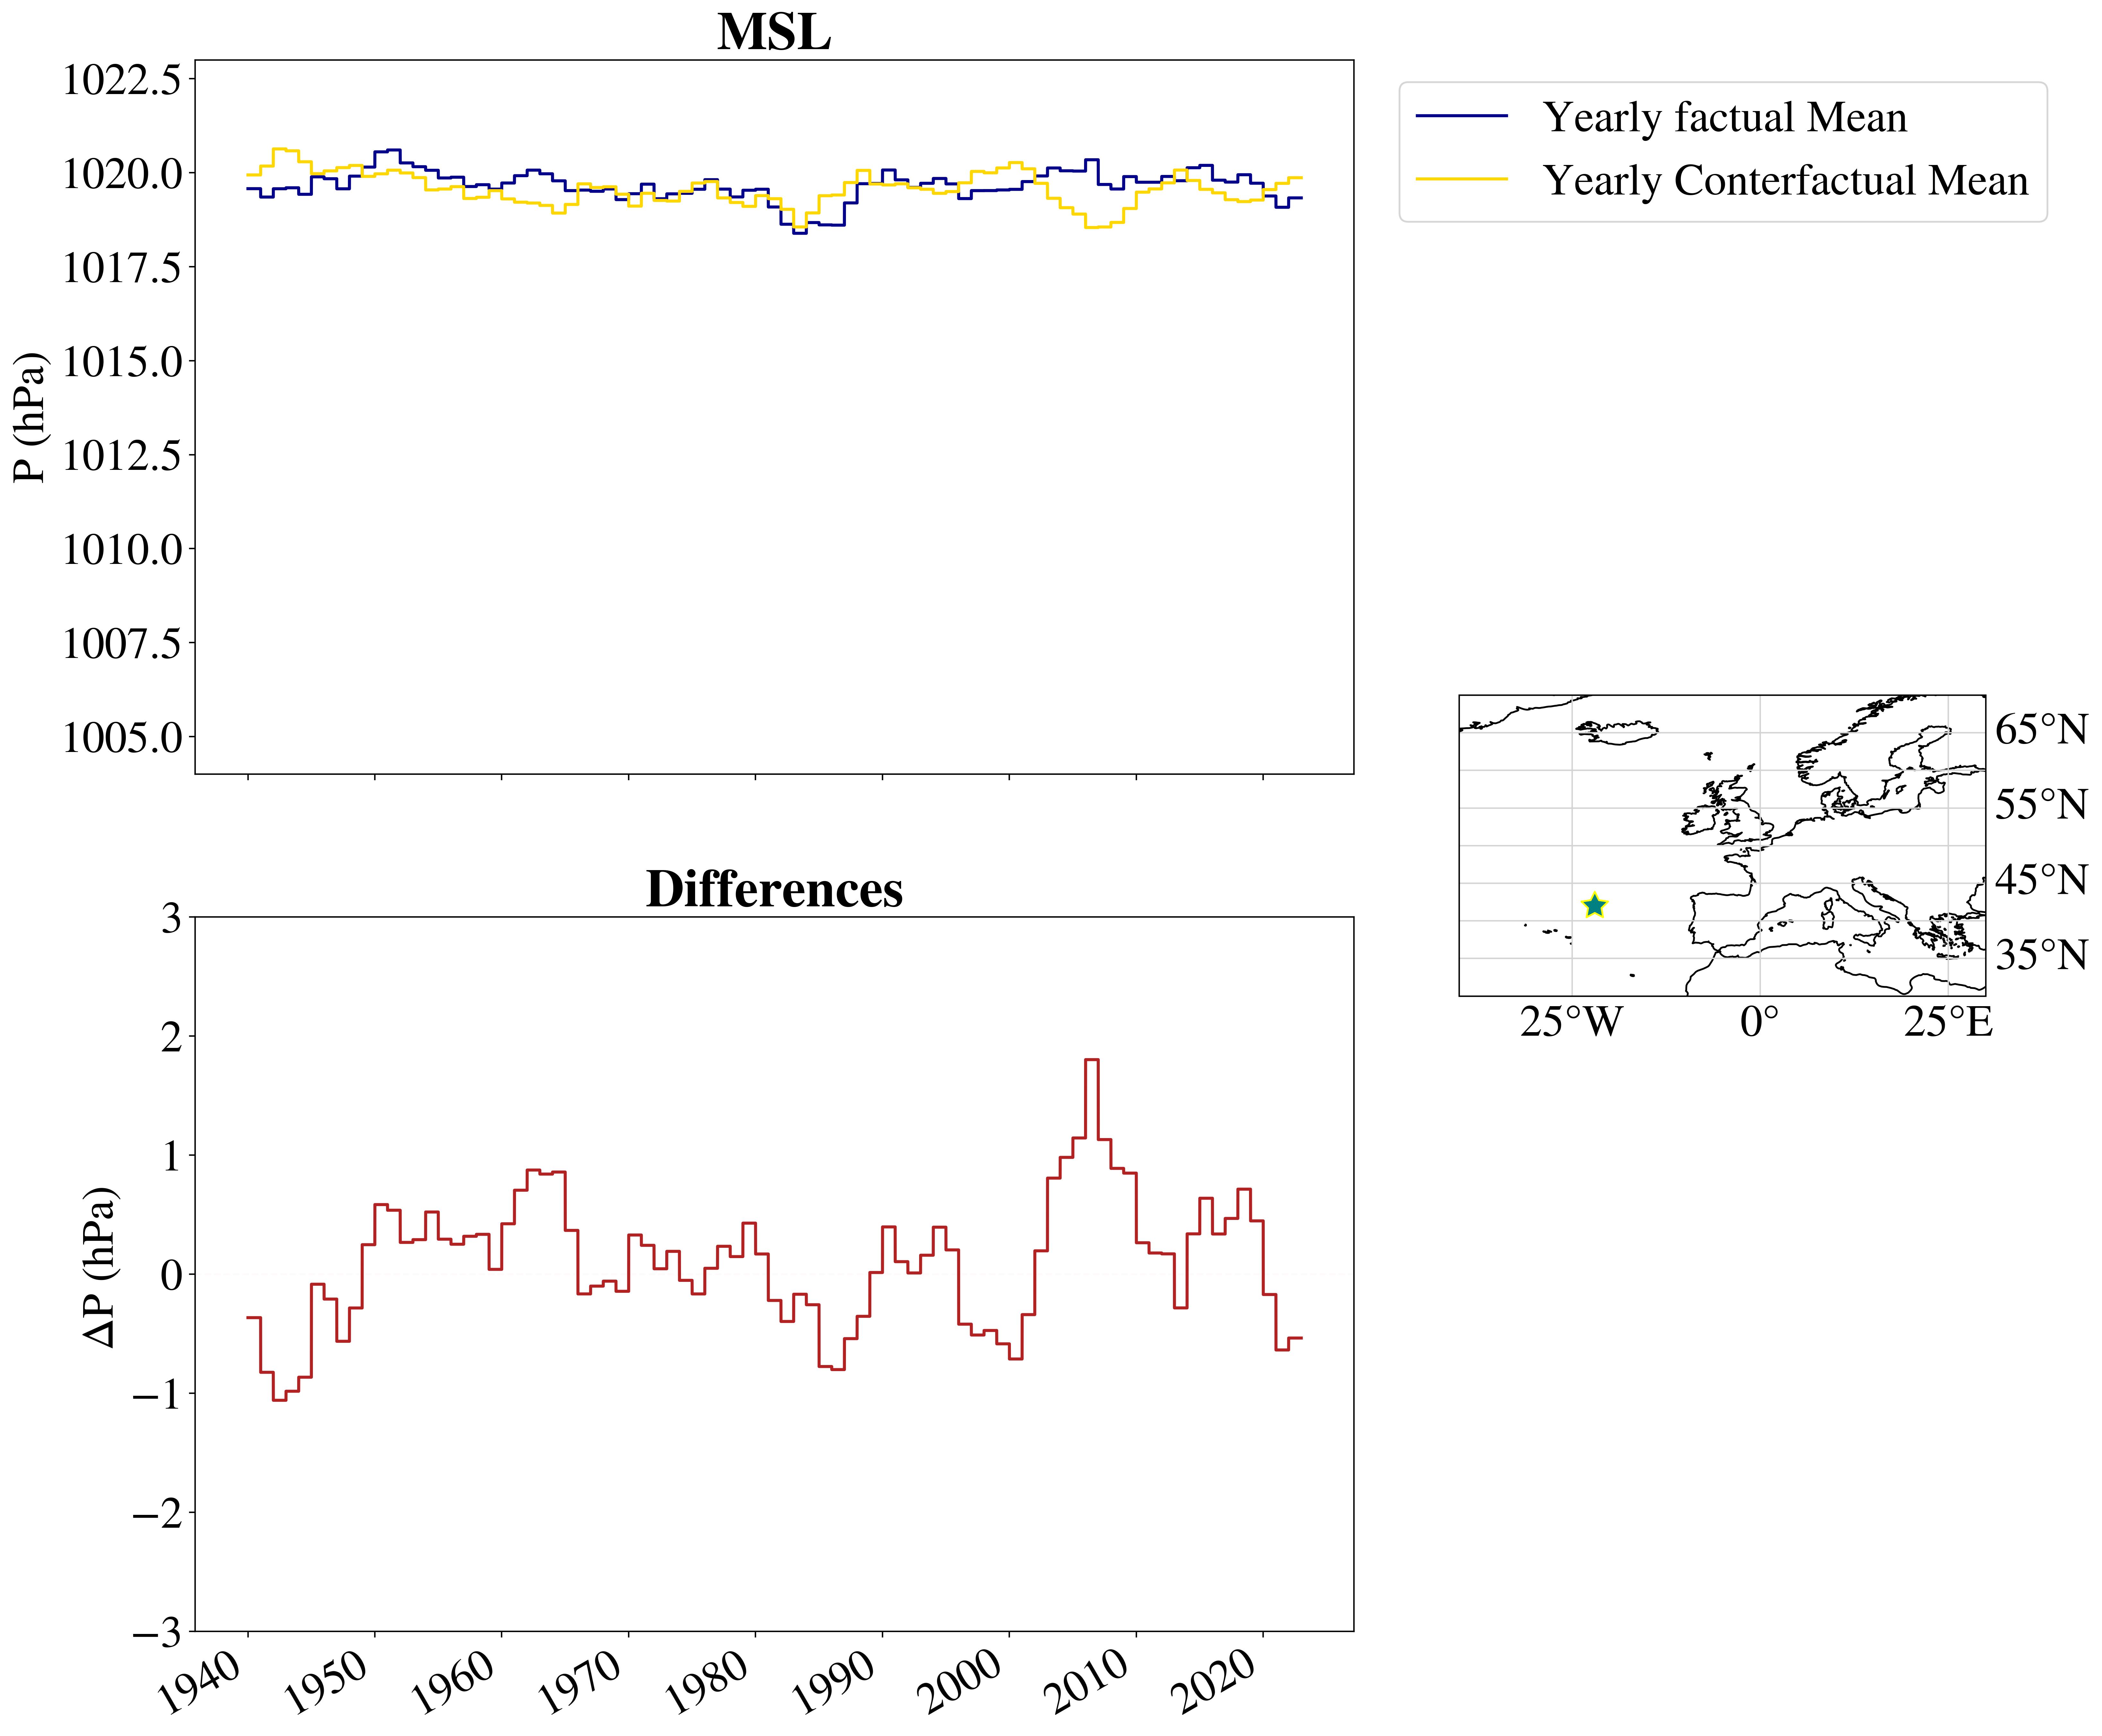 MSL
1022.5
1020.0
1017.5
1015.0
1012.5
1010.0
1007.5
1005.0
P (hPa)
Yearly factual Mean
Yearly Conterfactual Mean
65°N
55°N
45°N
35°N
25°W 0° 25°E
Differences
3
2
1
0
−1
−2
−3
ΔP (hPa)
1940 1950 1960 1970 1980 1990 2000 2010 2020